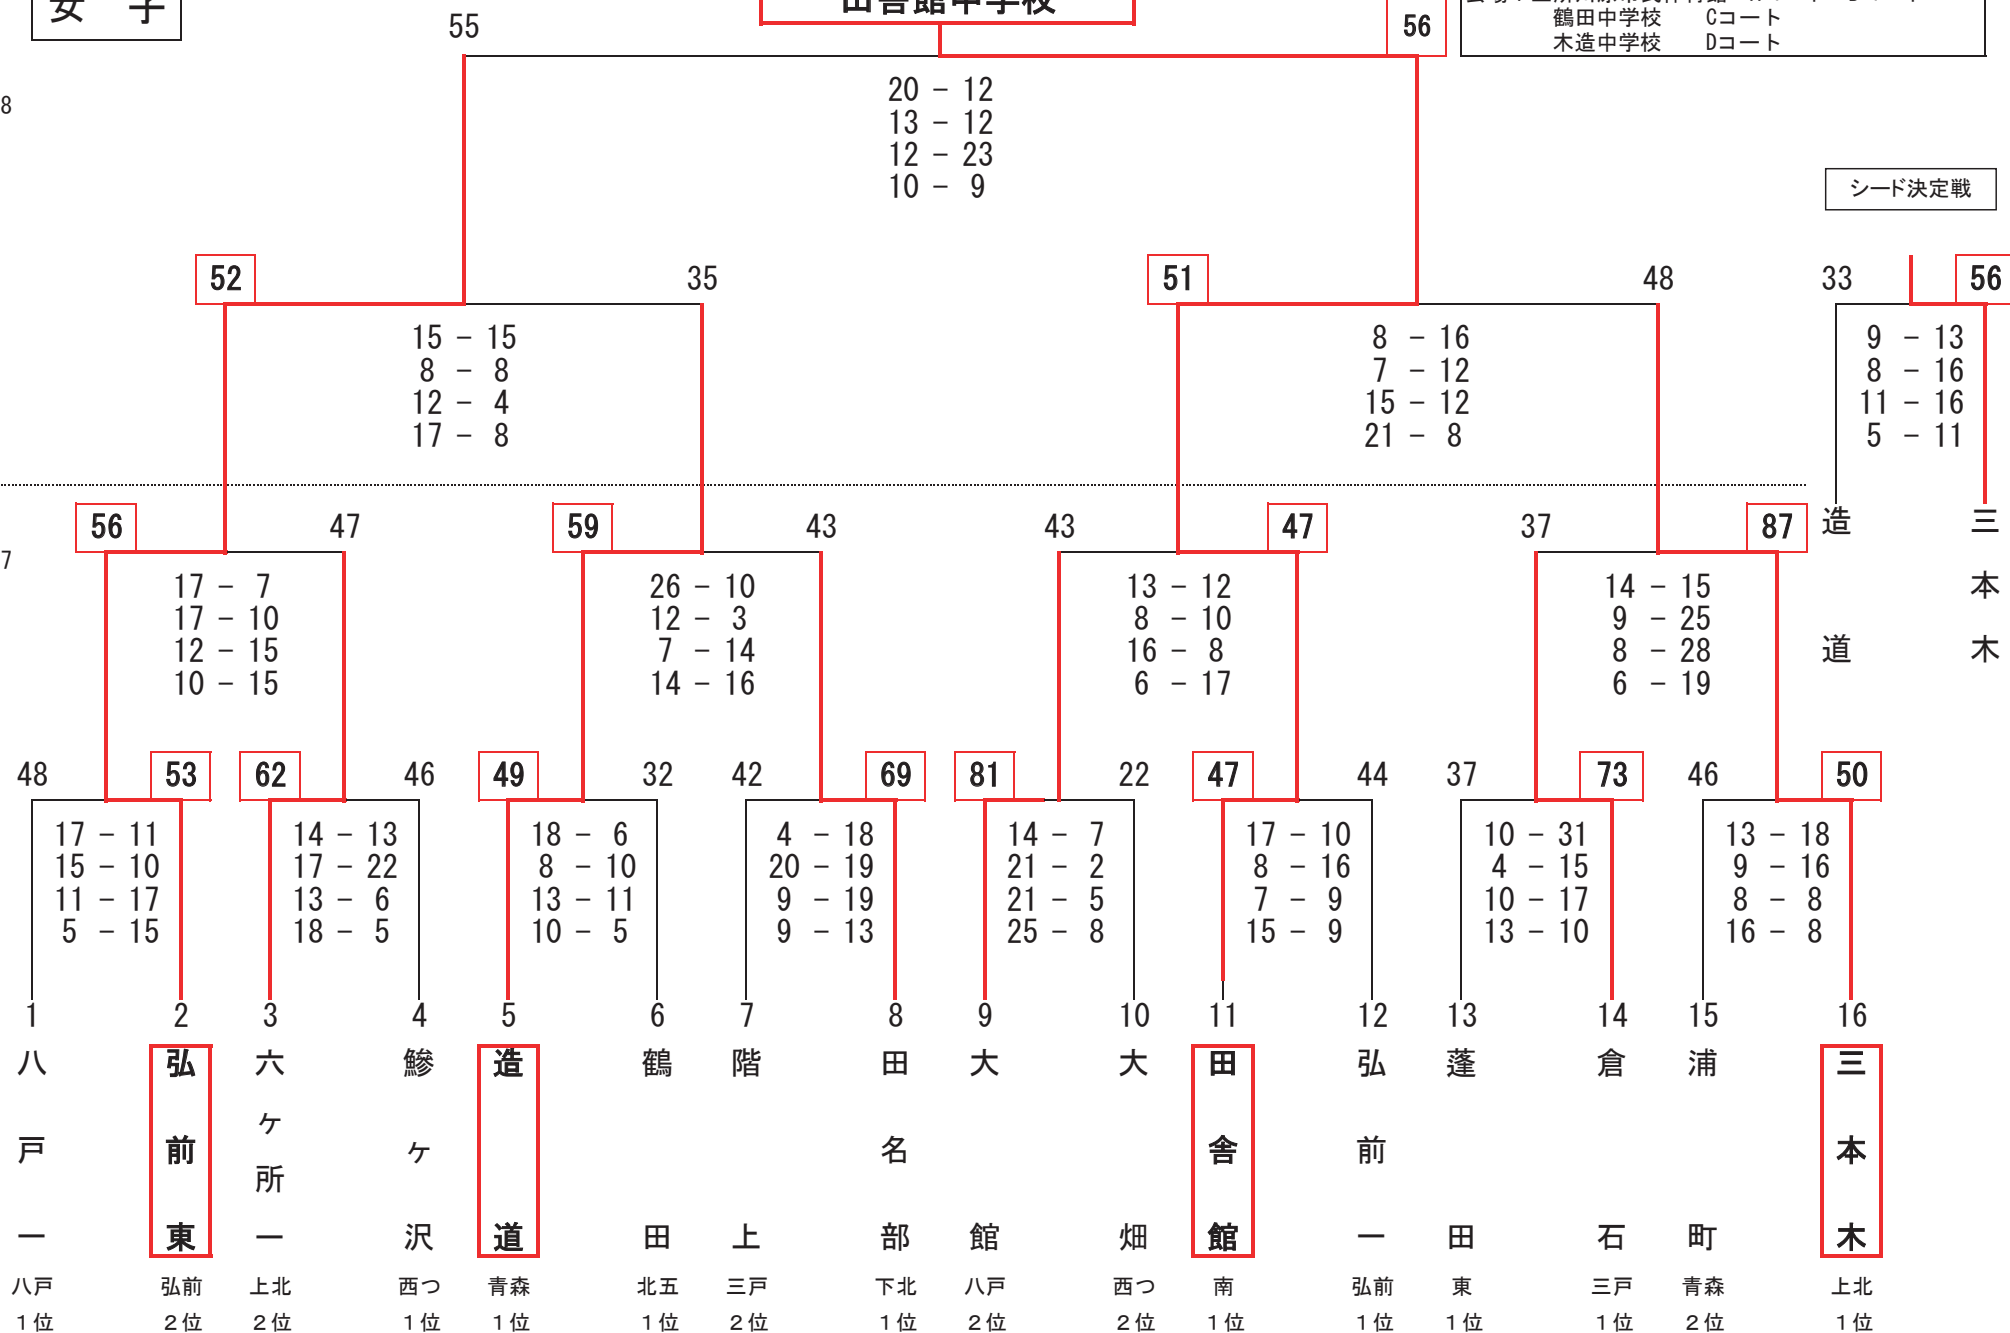 女 子
田舎館中学校
55
56
鶴田中学校 Cコート
木造中学校 Dコート
8
20 - 12
13 - 12
12 - 23
10 - 9
シード決定戦
52
35
51
48
33
56
15 - 15
8 - 8
12 - 4
17 - 8
8 - 16
7 - 12
15 - 12
21 - 8
9 - 13
8 - 16
11 - 16
5 - 11
造道
三本木
7
56
47
59
43
43
47
37
87
17 - 7
17 - 10
12 - 15
10 - 15
26 - 10
12 - 3
7 - 14
14 - 16
13 - 12
8 - 10
16 - 8
6 - 17
14 - 15
9 - 25
8 - 28
6 - 19
48
53
62
46
49
32
42
69
81
22
47
44
37
73
46
50
17 - 11
15 - 10
11 - 17
5 - 15
14 - 13
17 - 22
13 - 6
18 - 5
18 - 6
8 - 10
13 - 11
10 - 5
4 - 18
20 - 19
9 - 19
9 - 13
14 - 7
21 - 2
21 - 5
25 - 8
17 - 10
8 - 16
7 - 9
15 - 9
10 - 31
4 - 15
10 - 17
13 - 10
13 - 18
9 - 16
8 - 8
16 - 8
1
八戸一
八戸
1位
2
弘前東
弘前
2位
3
六ヶ所一
上北
2位
4
鰺ヶ沢
西つ
1位
5
造道
青森
1位
6
鶴田
北五
1位
7
階上
三戸
2位
8
田名部
下北
1位
9
大館
八戸
2位
10
大畑
西つ
2位
11
田舎館
南
1位
12
弘前一
弘前
1位
13
蓬田
東
1位
14
倉石
三戸
1位
15
浦町
青森
2位
16
三本木
上北
1位